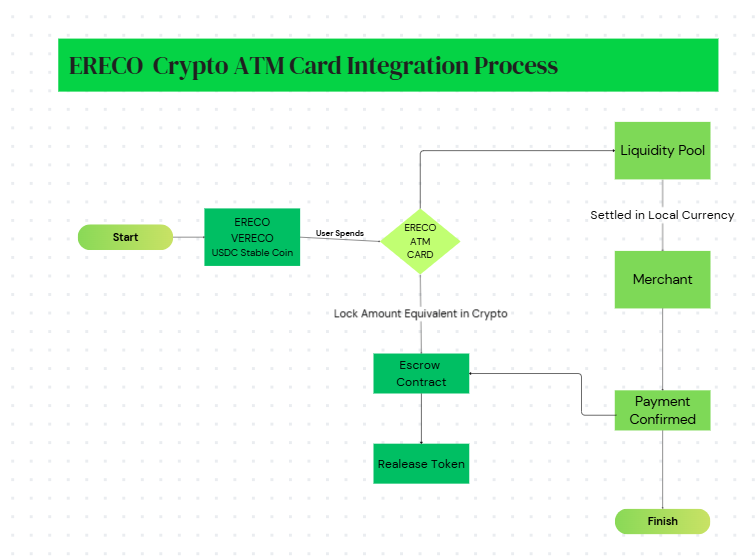 ERECO Crypto ATM Card Integration Process
Liquidity Pool
Settled in Local Currency
Start
ERECO
VERECO
USDC Stable Coin
User Spends
ERECO
ATM
CARD
Merchant
Lock Amount Equivalent in Crypto
Escrow
Contract
Payment
Confirmed
Realease Token
Finish